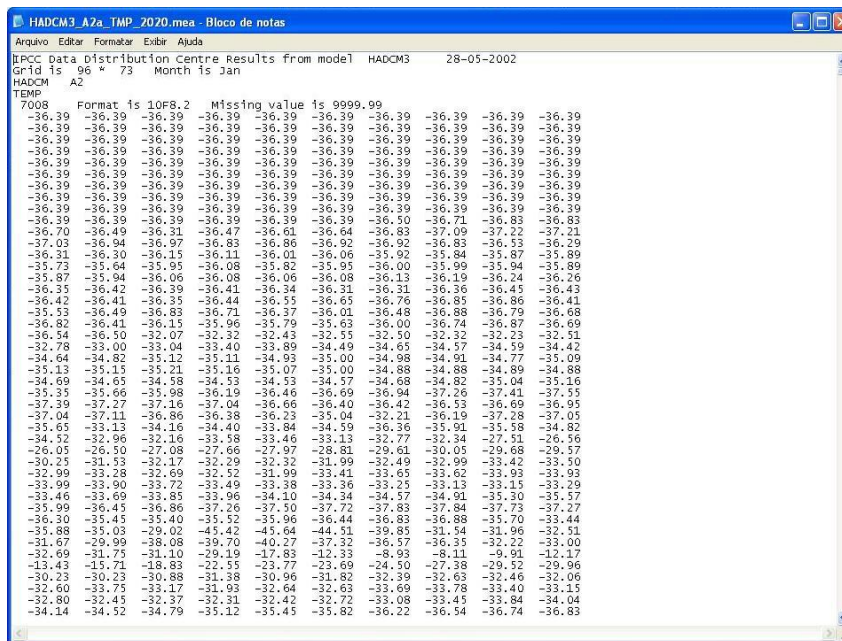 HADCM3_A2a_TMP_2020.mea - Bloco de notas
Arquivo Editar Formatar Exibir Ajuda
IPCC Data Distribution Centre Results from model HADCM3 28-05-2002
Grid is 96 * 73 Month is Jan
HADCM A2
TEMP
7008 Format is 10F8.2 Missing value is 9999.99
-36.39 -36.39 -36.39 -36.39 -36.39 -36.39 -36.39 -36.39 -36.39 -36.39
-36.39 -36.39 -36.39 -36.39 -36.39 -36.39 -36.39 -36.39 -36.39 -36.39
-36.39 -36.39 -36.39 -36.39 -36.39 -36.39 -36.39 -36.39 -36.39 -36.39
-36.39 -36.39 -36.39 -36.39 -36.39 -36.39 -36.39 -36.39 -36.39 -36.39
-36.39 -36.39 -36.39 -36.39 -36.39 -36.39 -36.39 -36.39 -36.39 -36.39
-36.39 -36.39 -36.39 -36.39 -36.39 -36.39 -36.39 -36.39 -36.39 -36.39
-36.39 -36.39 -36.39 -36.39 -36.39 -36.39 -36.39 -36.39 -36.39 -36.39
-36.39 -36.39 -36.39 -36.39 -36.39 -36.39 -36.39 -36.39 -36.39 -36.39
-36.39 -36.39 -36.39 -36.39 -36.39 -36.39 -36.39 -36.39 -36.39 -36.39
-36.39 -36.39 -36.39 -36.39 -36.39 -36.39 -36.50 -36.71 -36.83 -36.83
-36.70 -36.49 -36.31 -36.47 -36.61 -36.64 -36.83 -37.09 -37.22 -37.21
-37.03 -36.94 -36.97 -36.83 -36.86 -36.92 -36.92 -36.83 -36.53 -36.29
-36.31 -36.30 -36.15 -36.11 -36.01 -36.06 -35.92 -35.84 -35.87 -35.89
-35.73 -35.64 -35.95 -36.08 -35.82 -35.95 -36.00 -35.99 -35.94 -35.89
-35.87 -35.94 -36.06 -36.08 -36.06 -36.08 -36.13 -36.19 -36.24 -36.26
-36.35 -36.42 -36.39 -36.41 -36.34 -36.31 -36.31 -36.36 -36.45 -36.43
-36.42 -36.41 -36.35 -36.44 -36.55 -36.65 -36.76 -36.85 -36.86 -36.41
-35.53 -36.49 -36.83 -36.71 -36.37 -36.01 -36.48 -36.88 -36.79 -36.68
-36.82 -36.41 -36.15 -35.96 -35.79 -35.63 -36.00 -36.74 -36.87 -36.69
-36.54 -36.50 -32.07 -32.32 -32.43 -32.55 -32.50 -32.32 -32.23 -32.51
-32.78 -33.00 -33.04 -33.40 -33.89 -34.49 -34.65 -34.57 -34.59 -34.42
-34.64 -34.82 -35.12 -35.11 -34.93 -35.00 -34.98 -34.91 -34.77 -35.09
-35.13 -35.15 -35.21 -35.16 -35.07 -35.00 -34.88 -34.88 -34.89 -34.88
-34.69 -34.65 -34.58 -34.53 -34.53 -34.57 -34.68 -34.82 -35.04 -35.16
-35.35 -35.66 -35.98 -36.19 -36.46 -36.69 -36.94 -37.26 -37.41 -37.55
-37.39 -37.27 -37.16 -37.04 -36.66 -36.40 -36.42 -36.53 -36.69 -36.95
-37.04 -37.11 -36.86 -36.38 -36.23 -35.04 -32.21 -36.19 -37.28 -37.05
-35.65 -33.13 -34.16 -34.40 -33.84 -34.59 -36.36 -35.91 -35.58 -34.82
-34.52 -32.96 -32.16 -33.58 -33.46 -33.13 -32.77 -32.34 -27.51 -26.56
-26.05 -26.50 -27.08 -27.66 -27.97 -28.81 -29.61 -30.05 -29.68 -29.57
-30.25 -31.53 -32.17 -32.29 -32.32 -31.99 -32.49 -32.99 -33.42 -33.50
-32.99 -33.28 -32.69 -32.52 -31.99 -33.41 -33.65 -33.62 -33.93 -33.93
-33.99 -33.90 -33.72 -33.49 -33.38 -33.36 -33.25 -33.13 -33.15 -33.29
-33.46 -33.69 -33.85 -33.96 -34.10 -34.34 -34.57 -34.91 -35.30 -35.57
-35.99 -36.45 -36.86 -37.26 -37.50 -37.72 -37.83 -37.84 -37.73 -37.27
-36.30 -35.45 -35.40 -35.52 -35.96 -36.44 -36.83 -36.88 -35.70 -33.44
-35.88 -35.03 -29.02 -45.42 -45.64 -44.51 -39.85 -31.54 -31.96 -32.51
-31.67 -29.99 -38.08 -39.70 -40.27 -37.32 -36.57 -36.35 -32.22 -33.00
-32.69 -31.75 -31.10 -29.19 -17.83 -12.33 -8.93 -8.11 -9.91 -12.17
-13.43 -15.71 -18.83 -22.55 -23.77 -23.69 -24.50 -27.38 -29.52 -29.96
-30.23 -30.23 -30.88 -31.38 -30.96 -31.82 -32.39 -32.63 -32.46 -32.06
-32.60 -33.75 -33.17 -31.93 -32.64 -32.63 -33.69 -33.78 -33.40 -33.15
-32.80 -32.45 -32.37 -32.31 -32.42 -32.72 -33.08 -33.45 -33.84 -34.04
-34.14 -34.52 -34.79 -35.12 -35.45 -35.82 -36.22 -36.54 -36.74 -36.83